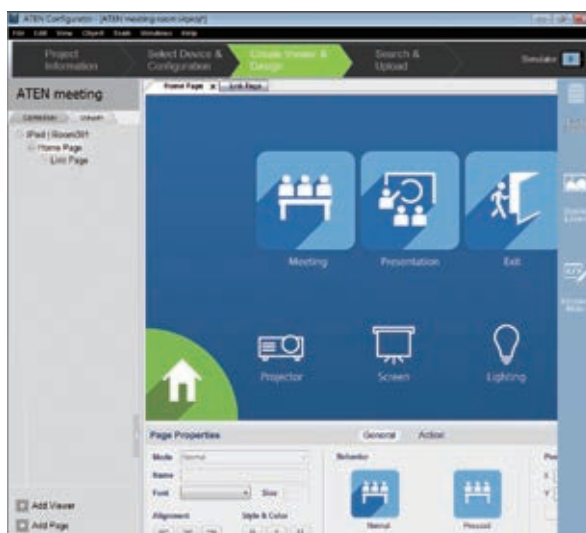 ATEN Configurator - [ATEN meeting room
File Edit View Object Tools Windows Help
Project
Information
Select Device &
Configuration
Create Viewer &
Design
Search &
Upload
Simulator
ATEN meeting
Viewer
Home Page x Link Page
iPad | Room301
Home Page
Link Page
Meeting
Presentation
Exit
Projector
Screen
Lighting
Page Properties
General
Action
Mode
Normal
Name
Font
Size
Alignment
Style & Color
Behavior
Normal
Pressed
X
Y
Add Viewer
Add Page